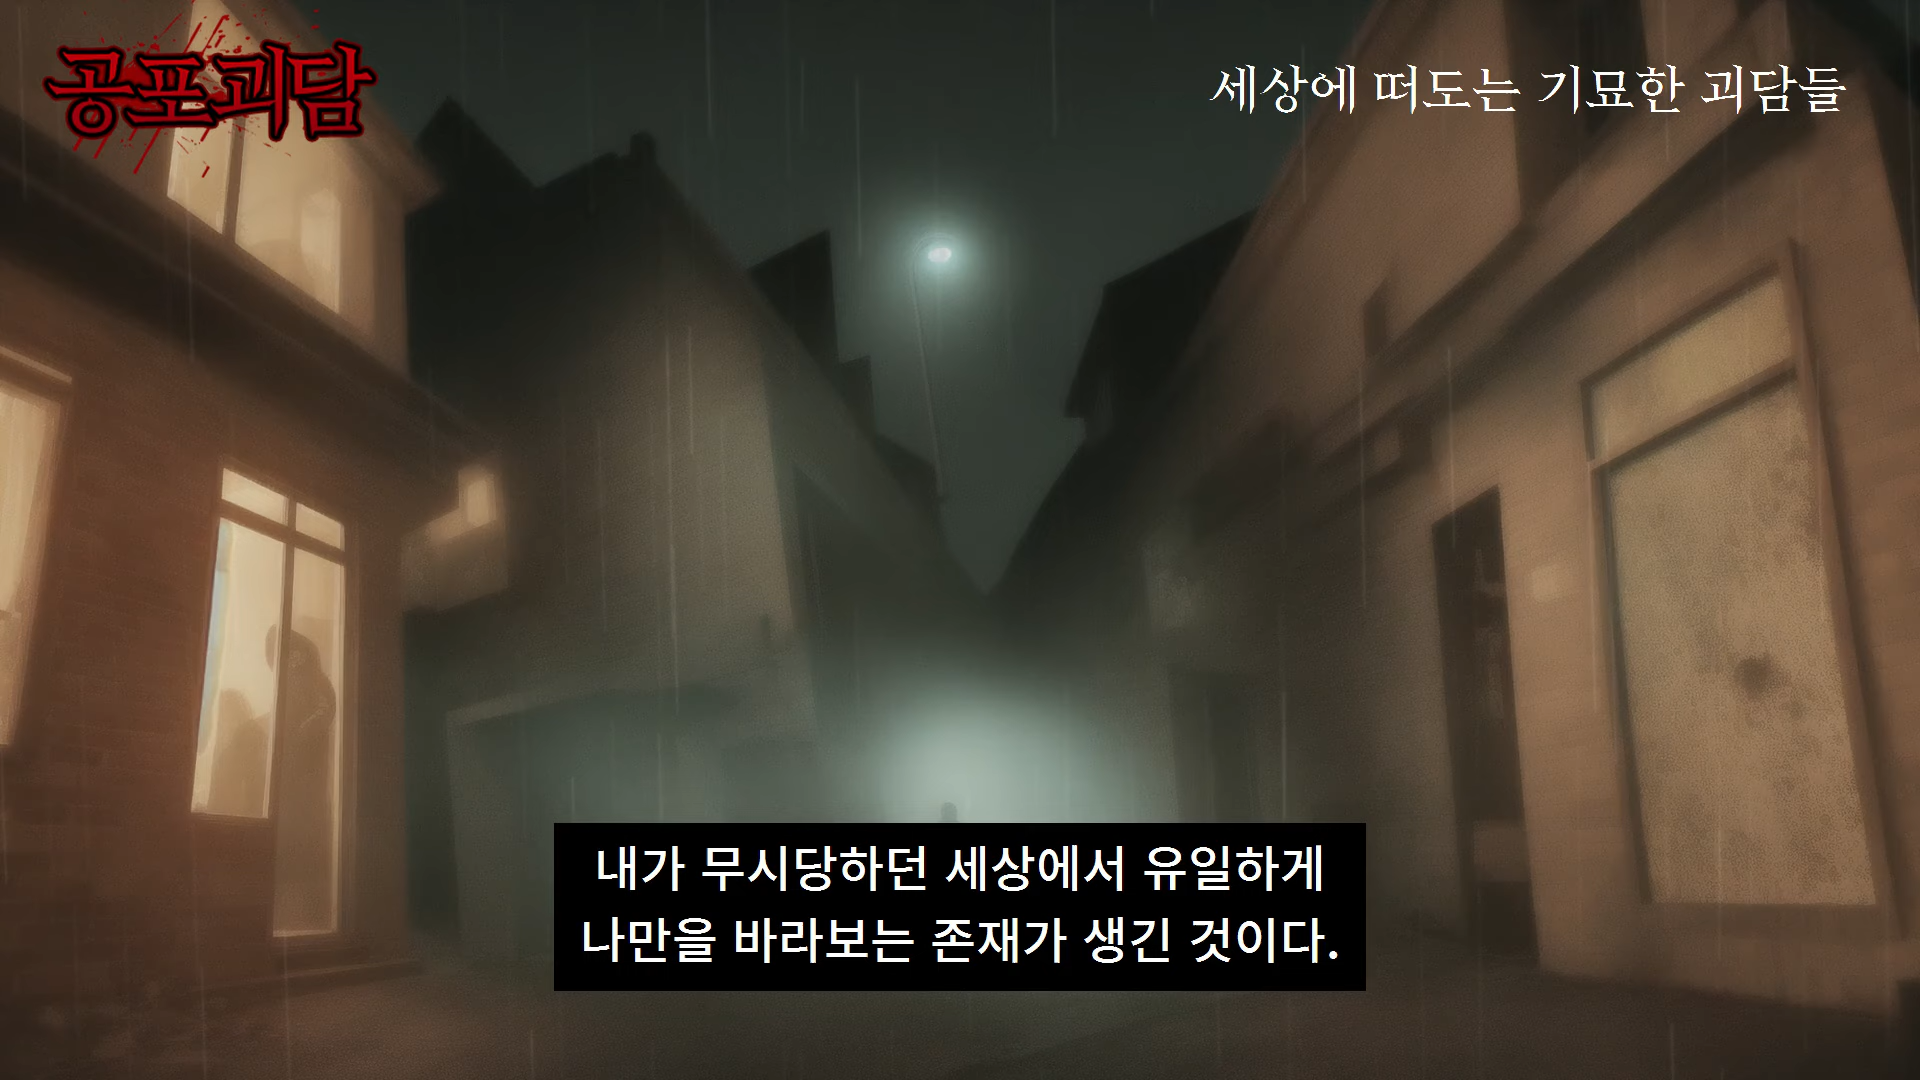 공포괴담
세상에 떠도는 기묘한 괴담들
내가 무시당하던 세상에서 유일하게
나만을 바라보는 존재가 생긴 것이다.